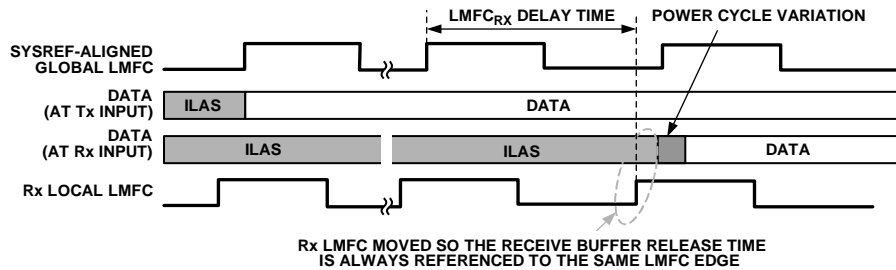 LMFCRX DELAY TIME
POWER CYCLE VARIATION
SYSREF-ALIGNED
GLOBAL LMFC
DATA
(AT Tx INPUT)
ILAS
DATA
DATA
(AT Rx INPUT)
ILAS
ILAS
DATA
Rx LOCAL LMFC
Rx LMFC MOVED SO THE RECEIVE BUFFER RELEASE TIME
IS ALWAYS REFERENCED TO THE SAME LMFC EDGE